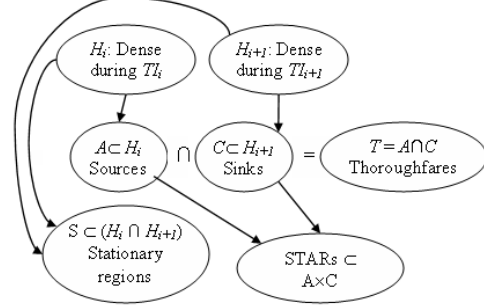 Hi: Dense
during TIi
Hi+1: Dense
during TIi+1
A⊂ Hi
Sources
∩
C⊂ Hi+1
Sinks
=
T=A∩C
Thoroughfares
S ⊂ (Hi ∩ Hi+1)
Stationary
regions
STARs ⊂
A×C